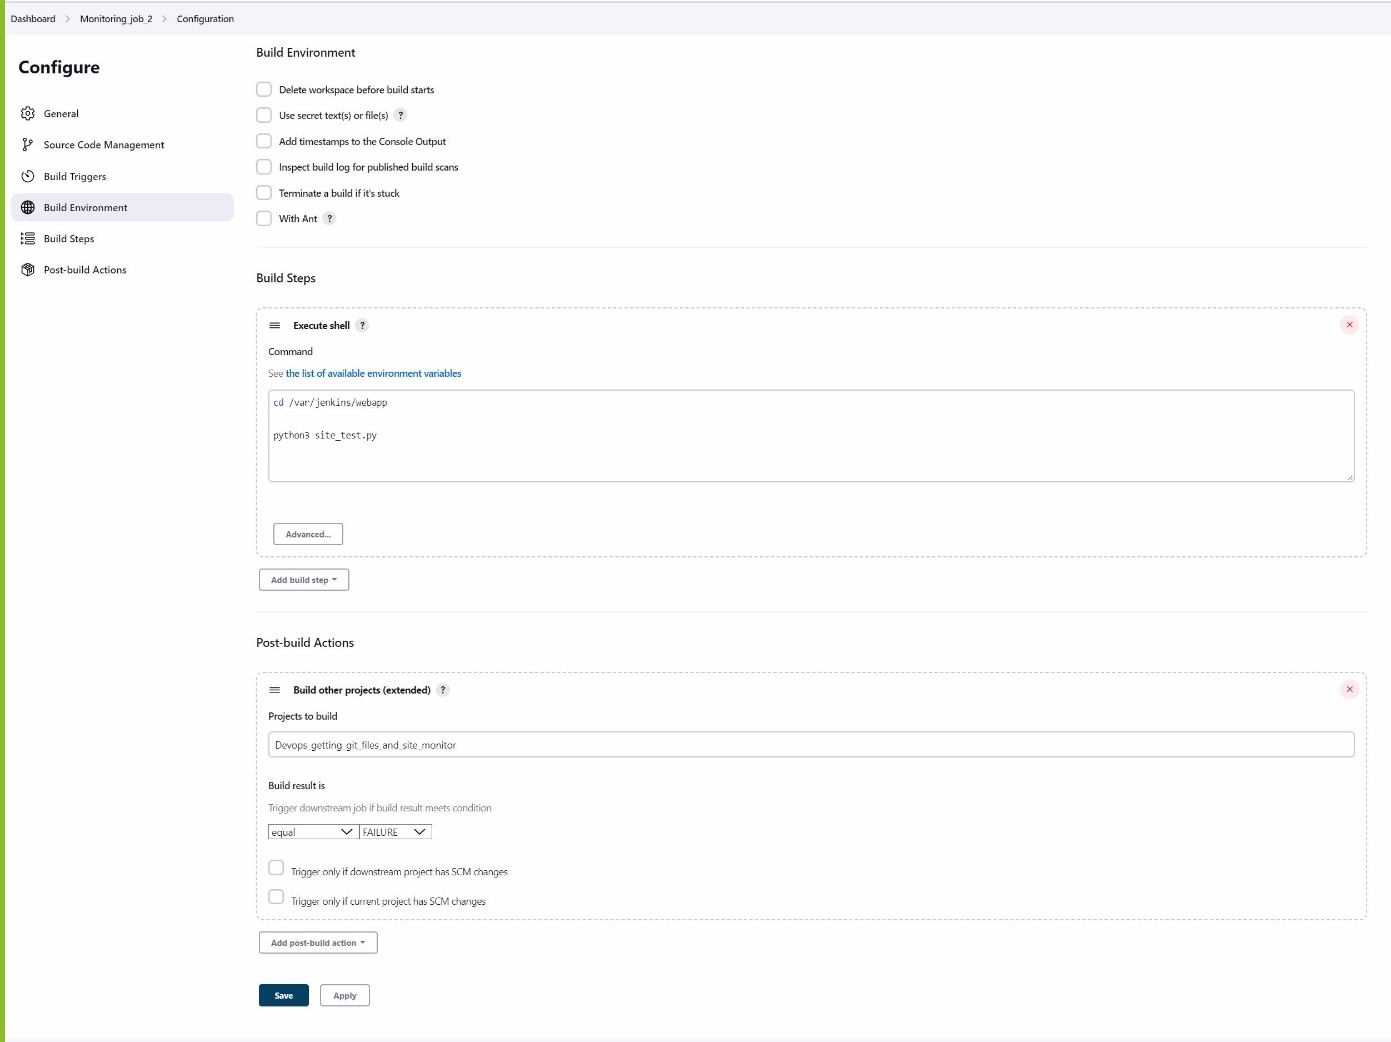 Dashboard > Monitoring_job_2 > Configuration
Configure
General
Source Code Management
Build Triggers
Build Environment
Build Steps
Post-build Actions
Build Environment
Delete workspace before build starts
Use secret text(s) or file(s) ?
Add timestamps to the Console Output
Inspect build log for published build scans
Terminate a build if it's stuck
With Ant ?
Build Steps
Execute shell ?
Command
See the list of available environment variables
cd /var/jenkins/webapp
python3 site_test.py
Advanced...
Add build step
Post-build Actions
Build other projects (extended) ?
Projects to build
Devops_getting_git_files_and_site_monitor
Build result is
Trigger downstream job if build result meets condition
equal FAILURE
Trigger only if downstream project has SCM changes
Trigger only if current project has SCM changes
Add post-build action
Save Apply